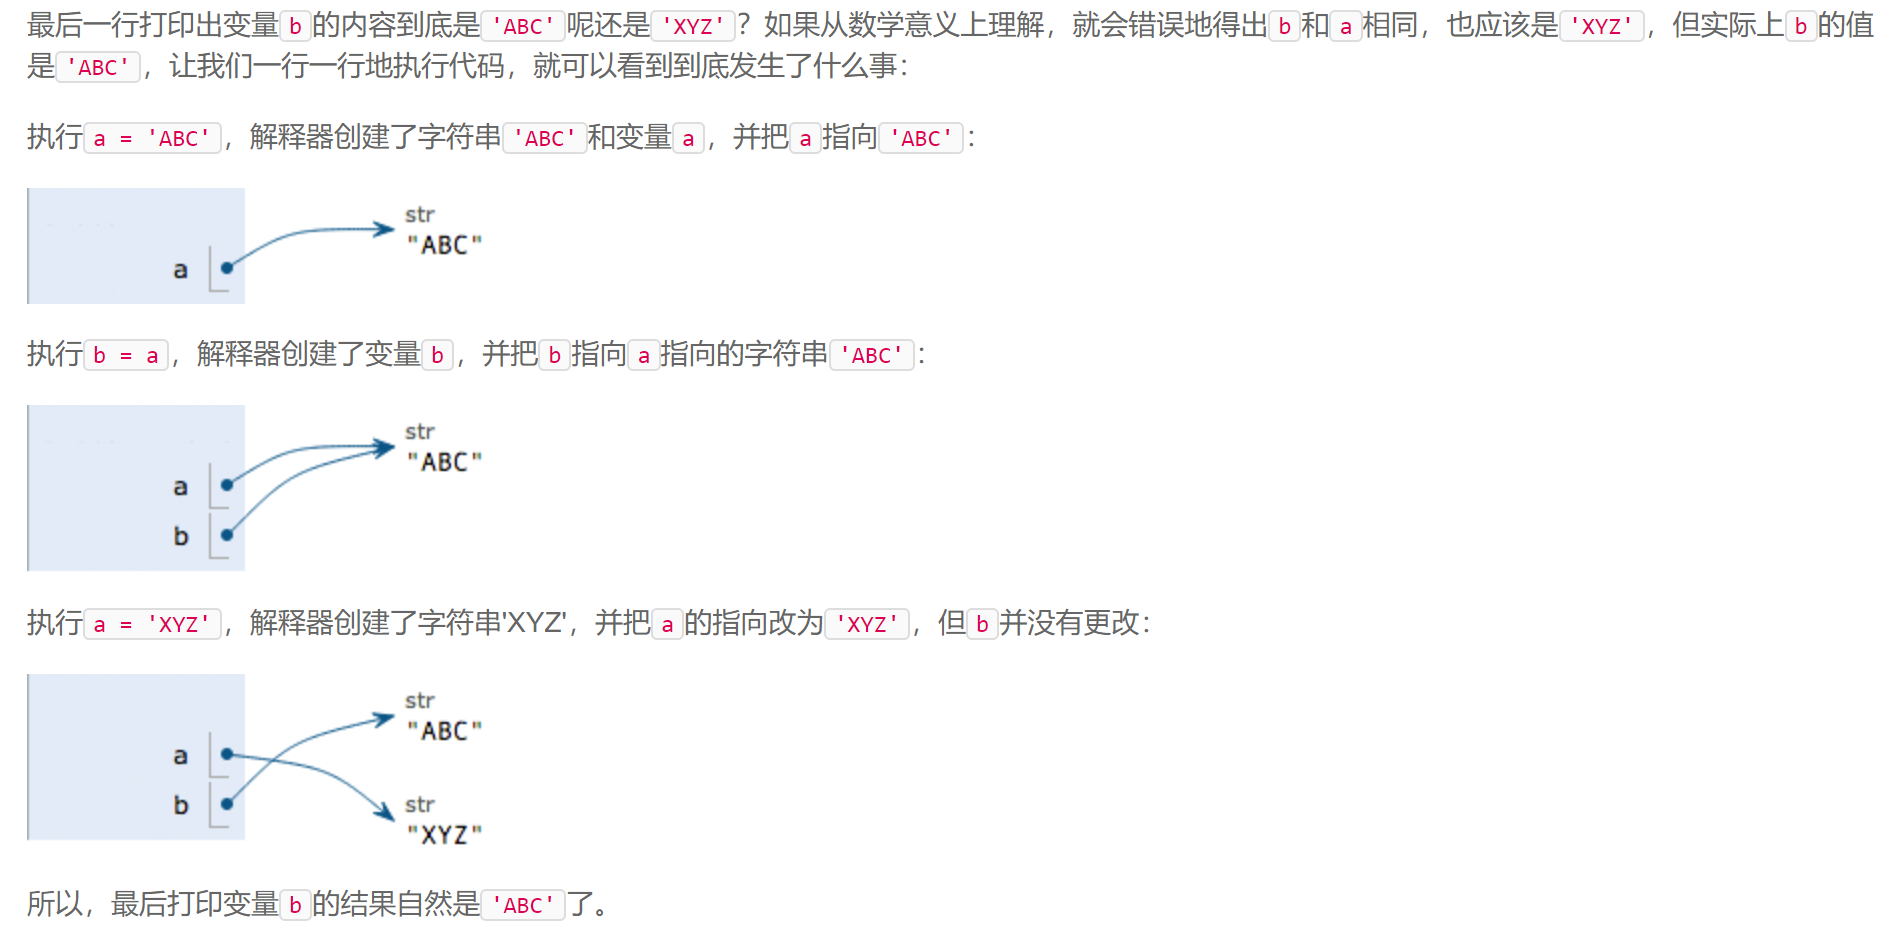 最后一行打印出变量b的内容到底是'ABC'呢还是'XYZ'？如果从数学意义上理解，就会错误地得出b和a相同，也应该是'XYZ'，但实际上b的值
是'ABC'，让我们一行一行地执行代码，就可以看到到底发生了什么事：
执行a = 'ABC'，解释器创建了字符串'ABC'和变量a，并把a指向'ABC'：
str
"ABC"
a
执行b = a，解释器创建了变量b，并把b指向a指向的字符串'ABC'：
str
"ABC"
a
b
执行a = 'XYZ'，解释器创建了字符串'XYZ'，并把a的指向改为'XYZ'，但b并没有更改：
str
"ABC"
a
b
str
"XYZ"
所以，最后打印变量b的结果自然是'ABC'了。